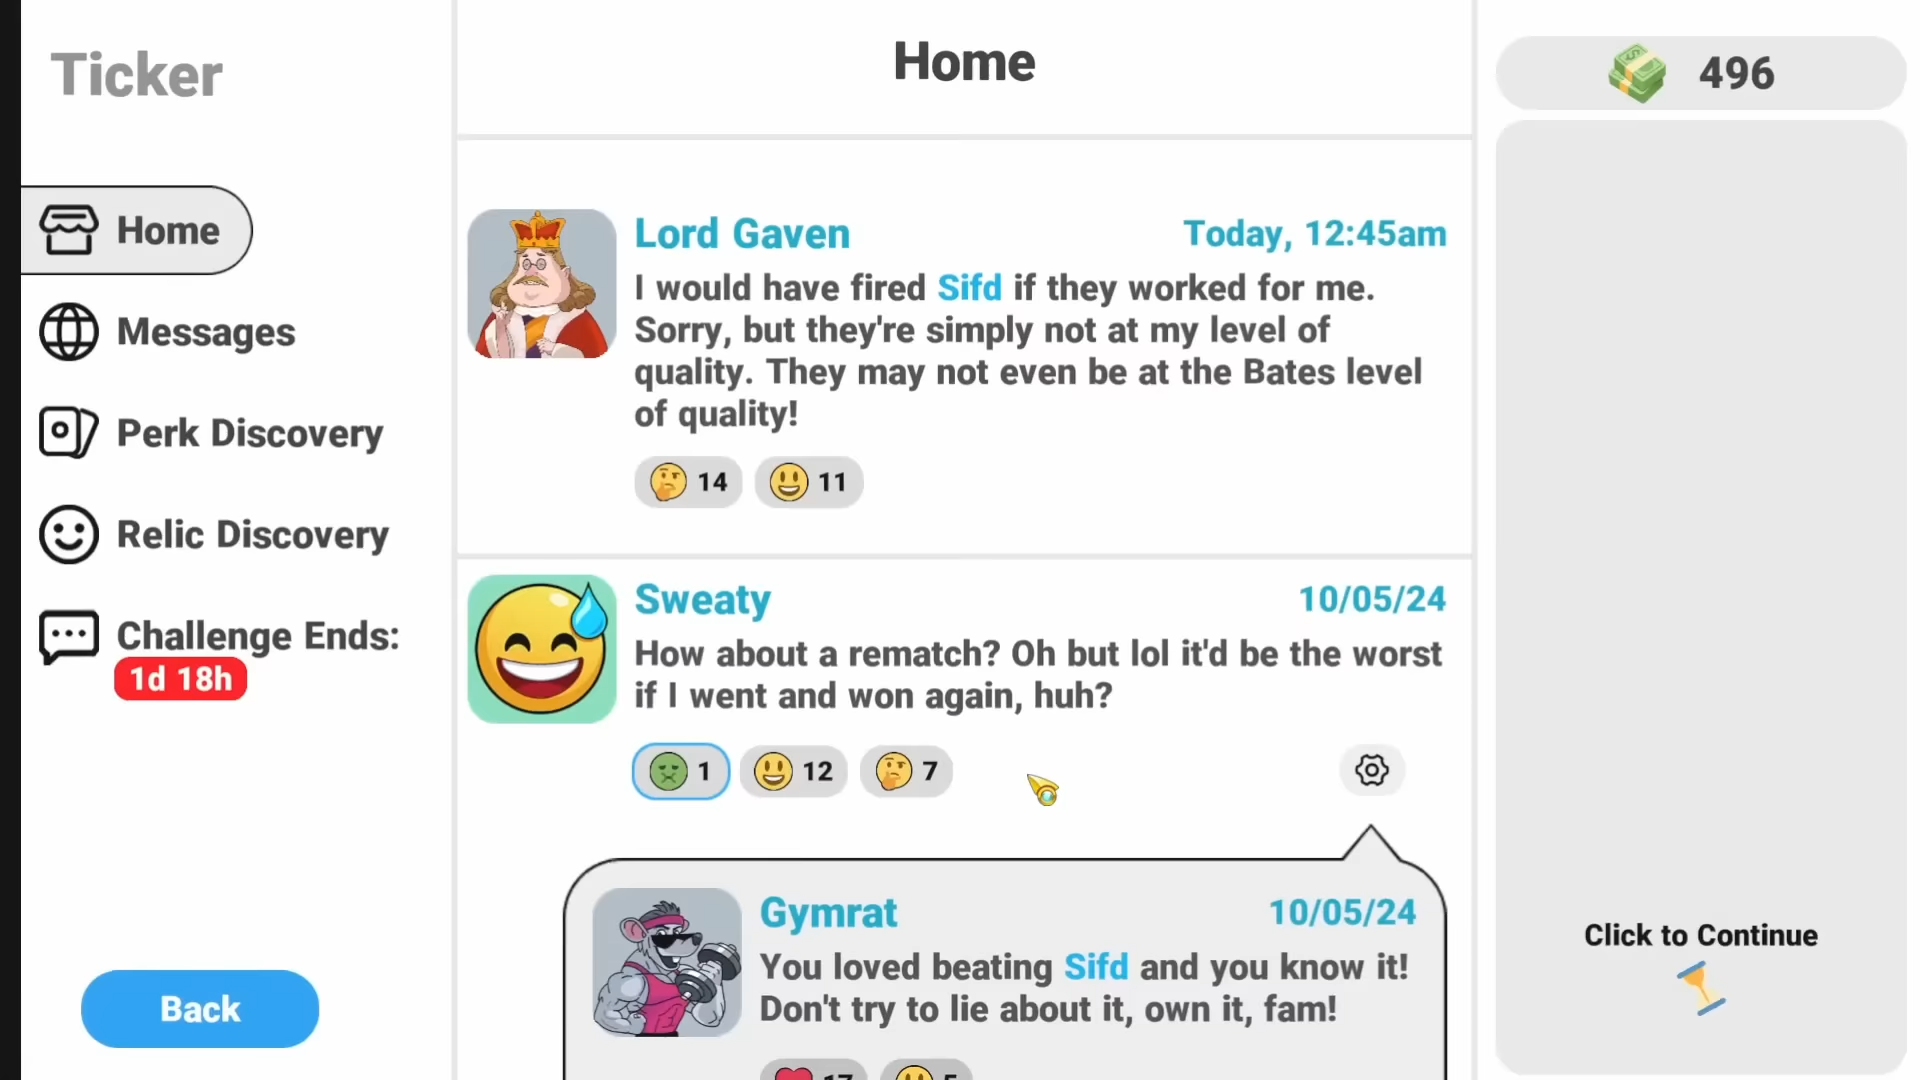 Ticker
Home
Messages
Perk Discovery
Relic Discovery
Challenge Ends:
1d 18h
Back
Home
Lord Gaven
Today, 12:45am
I would have fired Sifd if they worked for me.
Sorry, but they're simply not at my level of
quality. They may not even be at the Bates level
of quality!
14
11
Sweaty
10/05/24
How about a rematch? Oh but lol it'd be the worst
if I went and won again, huh?
1
12
7
Gymrat
10/05/24
You loved beating Sifd and you know it!
Don't try to lie about it, own it, fam!
17
5
496
Click to Continue